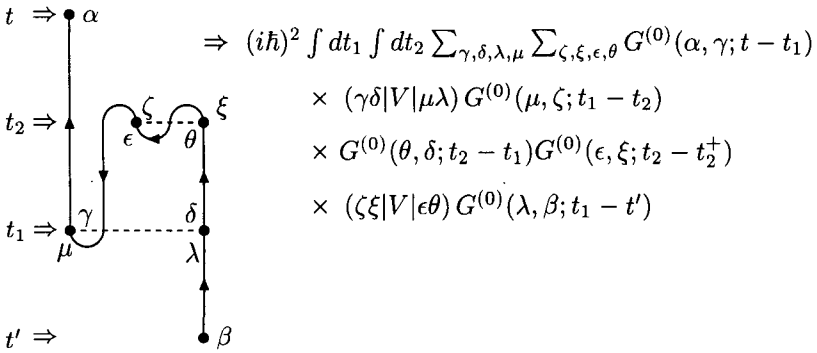 t ⇒ α
⇒ (iℏ)² ∫ dt₁ ∫ dt₂ ∑_{γ,δ,λ,μ} ∑_{ζ,ξ,ϵ,θ} G⁽⁰⁾(α, γ; t − t₁)
× (γδ|V|μλ) G⁽⁰⁾(μ, ζ; t₁ − t₂)
ζ ξ
t₂ ⇒
ϵ θ
× G⁽⁰⁾(θ, δ; t₂ − t₁)G⁽⁰⁾(ϵ, ξ; t₂ − t₂⁺)
× (ζξ|V|ϵθ) G⁽⁰⁾(λ, β; t₁ − t′)
γ δ
t₁ ⇒
μ λ
t′ ⇒ β